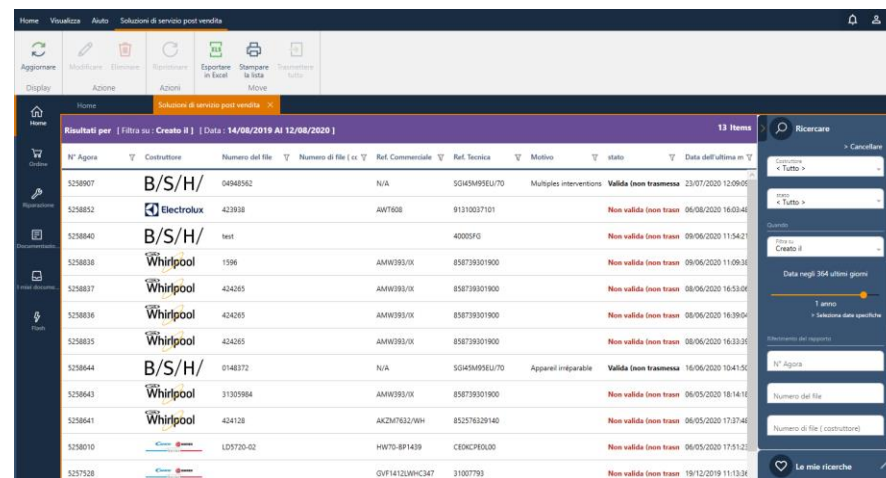 Home Visualizza Aiuto Soluzioni di servizio post vendita
Aggiornare Modificare Eliminare Ripristinare Esportare in Excel Stampare la lista Trasmettere tutto
Display Azione Azioni Move
Home Soluzioni di servizio post vendita ×
Home
Ordine
Riparazione
Documentazio...
I miei docume...
Flash
Risultati per [ Filtra su : Creato il ] [ Data : 14/08/2019 Al 12/08/2020 ] 13 Items
N° Agora Costruttore Numero del file Numero di file ( cc Ref. Commerciale Ref. Tecnica Motivo stato Data dell'ultima m
5258907 B/S/H/ 04948562 N/A SGI45M95EU/70 Multiples interventions Valida (non trasmessa 23/07/2020 12:09:05
5258852 Electrolux 423938 AWT608 91310037101 Non valida (non trasn 06/08/2020 16:03:48
5258840 B/S/H/ test 4000SFG Non valida (non trasn 09/06/2020 11:54:21
5258838 Whirlpool 1596 AMW393/IX 858739301900 Non valida (non trasn 09/06/2020 11:09:38
5258837 Whirlpool 424265 AMW393/IX 858739301900 Non valida (non trasn 08/06/2020 16:53:06
5258836 Whirlpool 424265 AMW393/IX 858739301900 Non valida (non trasn 08/06/2020 16:39:04
5258835 Whirlpool 424265 AMW393/IX 858739301900 Non valida (non trasn 08/06/2020 16:33:39
5258644 B/S/H/ 0148372 N/A SGI45M95EU/70 Appareil irréparable Valida (non trasmessa 16/06/2020 10:41:50
5258643 Whirlpool 31305984 AMW393/IX 858739301900 Non valida (non trasn 06/05/2020 18:14:18
5258641 Whirlpool 424128 AKZM7632/WH 852576329140 Non valida (non trasn 06/05/2020 17:37:48
5258010 LD5720-02 HW70-BP1439 CE0KCPE0L00 Non valida (non trasn 06/05/2020 17:51:23
5257528 GVF1412LWHC347 31007793 Non valida (non trasn 19/12/2019 11:13:36
Ricercare
> Cancellare
Costruttore
< Tutto >
stato
< Tutto >
Quando
Filtra su
Creato il
Data negli 364 ultimi giorni
1 anno
> Seleziona date specifiche
Riferimento del rapporto
N° Agora
Numero del file
Numero di file ( costruttore)
Le mie ricerche